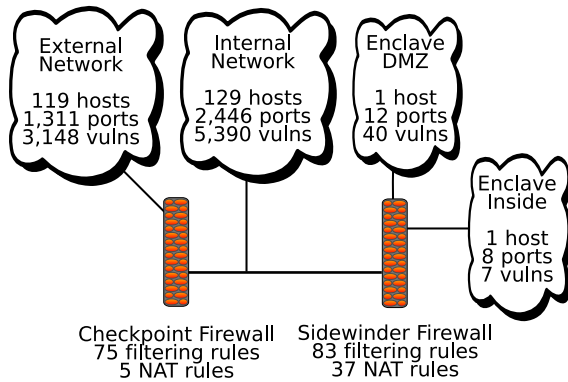 External
Network
119 hosts
1,311 ports
3,148 vulns
Internal
Network
129 hosts
2,446 ports
5,390 vulns
Enclave
DMZ
1 host
12 ports
40 vulns
Enclave
Inside
1 host
8 ports
7 vulns
Checkpoint Firewall
75 filtering rules
5 NAT rules
Sidewinder Firewall
83 filtering rules
37 NAT rules